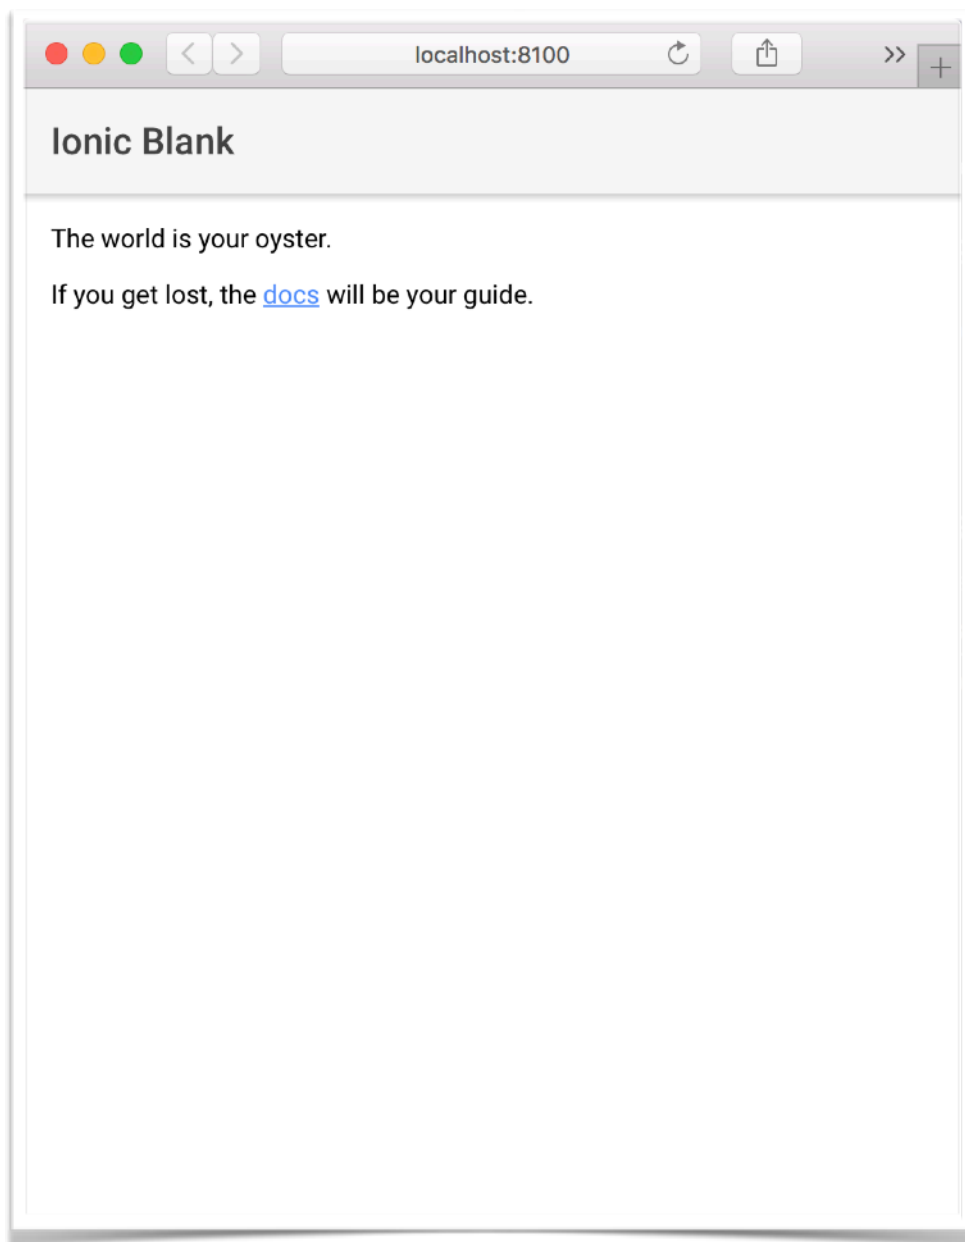 localhost:8100
Ionic Blank
The world is your oyster.
If you get lost, the docs will be your guide.